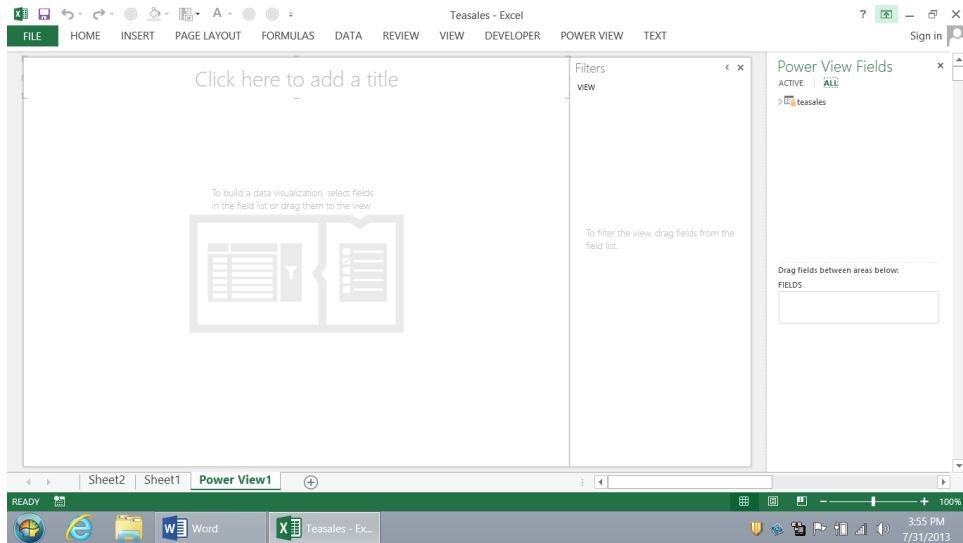 Teasales - Excel
FILE HOME INSERT PAGE LAYOUT FORMULAS DATA REVIEW VIEW DEVELOPER POWER VIEW TEXT Sign in
Click here to add a title
To build a data visualization, select fields
in the field list or drag them to the view
Filters
VIEW
To filter the view, drag fields from the
field list.
Power View Fields
ACTIVE ALL
teasales
Drag fields between areas below:
FIELDS
Sheet2 Sheet1 Power View1
READY 100%
Word Teasales - Ex...
3:55 PM
7/31/2013